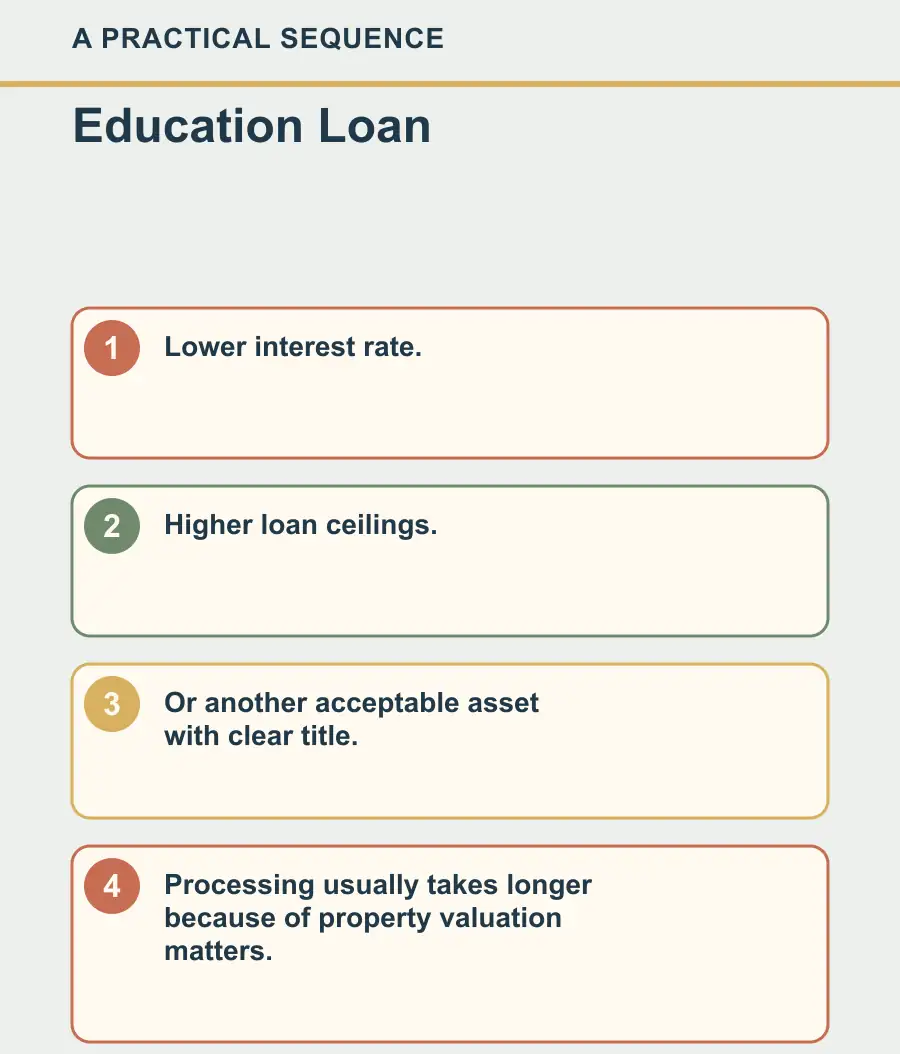 A PRACTICAL SEQUENCE
Education Loan
1
Lower interest rate.
2
Higher loan ceilings.
3
Or another acceptable asset
with clear title.
4
Processing usually takes longer
because of property valuation
matters.